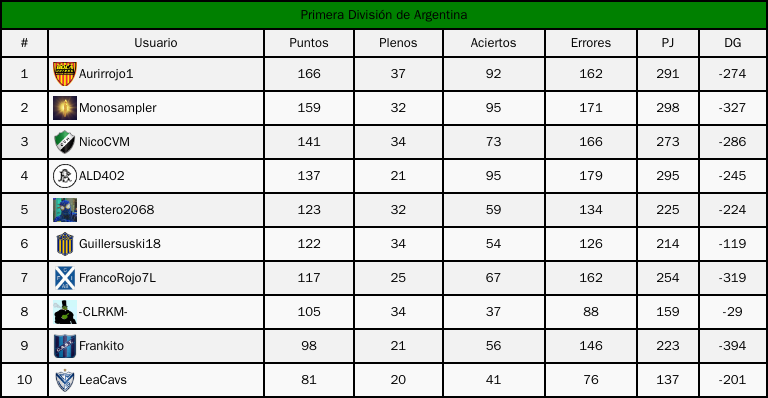 Primera División de Argentina
# Usuario Puntos Plenos Aciertos Errores PJ DG
1 Aurirrojo1 166 37 92 162 291 -274
2 Monosampler 159 32 95 171 298 -327
3 NicoCVM 141 34 73 166 273 -286
4 ALD402 137 21 95 179 295 -245
5 Bostero2068 123 32 59 134 225 -224
6 Guillersuski18 122 34 54 126 214 -119
7 FrancoRojo7L 117 25 67 162 254 -319
8 -CLRKM- 105 34 37 88 159 -29
9 Frankito 98 21 56 146 223 -394
10 LeaCavs 81 20 41 76 137 -201